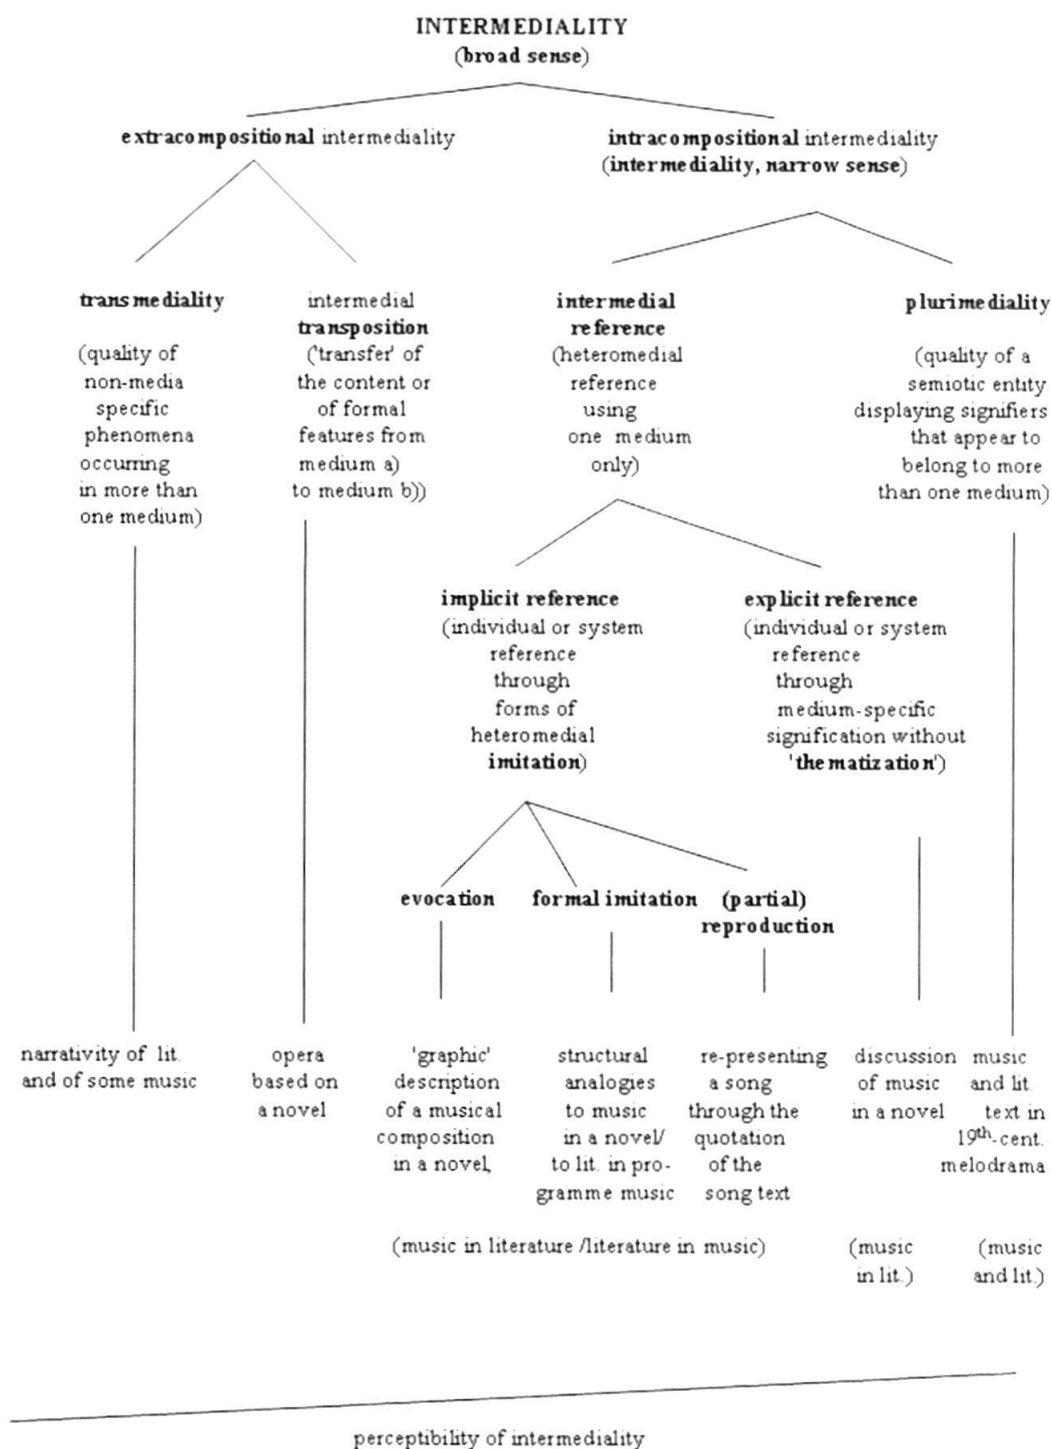 INTERMEDIALITY
(broad sense)
extracompositional intermediality
intracompositional intermediality
(intermediality, narrow sense)
transmediality
(quality of
non-media
specific
phenomena
occurring
in more than
one medium)
intermedial
transposition
('transfer' of
the content or
of formal
features from
medium a)
to medium b))
intermedial
reference
(heteromedial
reference
using
one medium
only)
plurimediality
(quality of a
semiotic entity
displaying signifiers
that appear to
belong to more
than one medium)
implicit reference
(individual or system
reference
through
forms of
heteromedial
imitation)
explicit reference
(individual or system
reference
through
medium-specific
signification without
'thematization')
evocation
formal imitation
(partial)
reproduction
narrativity of lit.
and of some music
opera
based on
a novel
'graphic'
description
of a musical
composition
in a novel,
structural
analogies
to music
in a novel/
to lit. in pro-
gramme music
re-presenting
a song
through the
quotation
of the
song text
discussion
of music
in a novel
music
and lit.
text in
19th-cent.
melodrama
(music in literature /literature in music)
(music
in lit.)
(music
and lit.)
perceptibility of intermediality